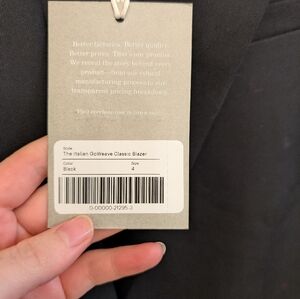 Better factories. Better quality.
Better prices. That's our promise.
We reveal the story behind every
product—from our ethical
manufacturing process to our
transparent pricing breakdown.
Style
The Italian GoWeave Classic Blazer
Color
Size
Black
4